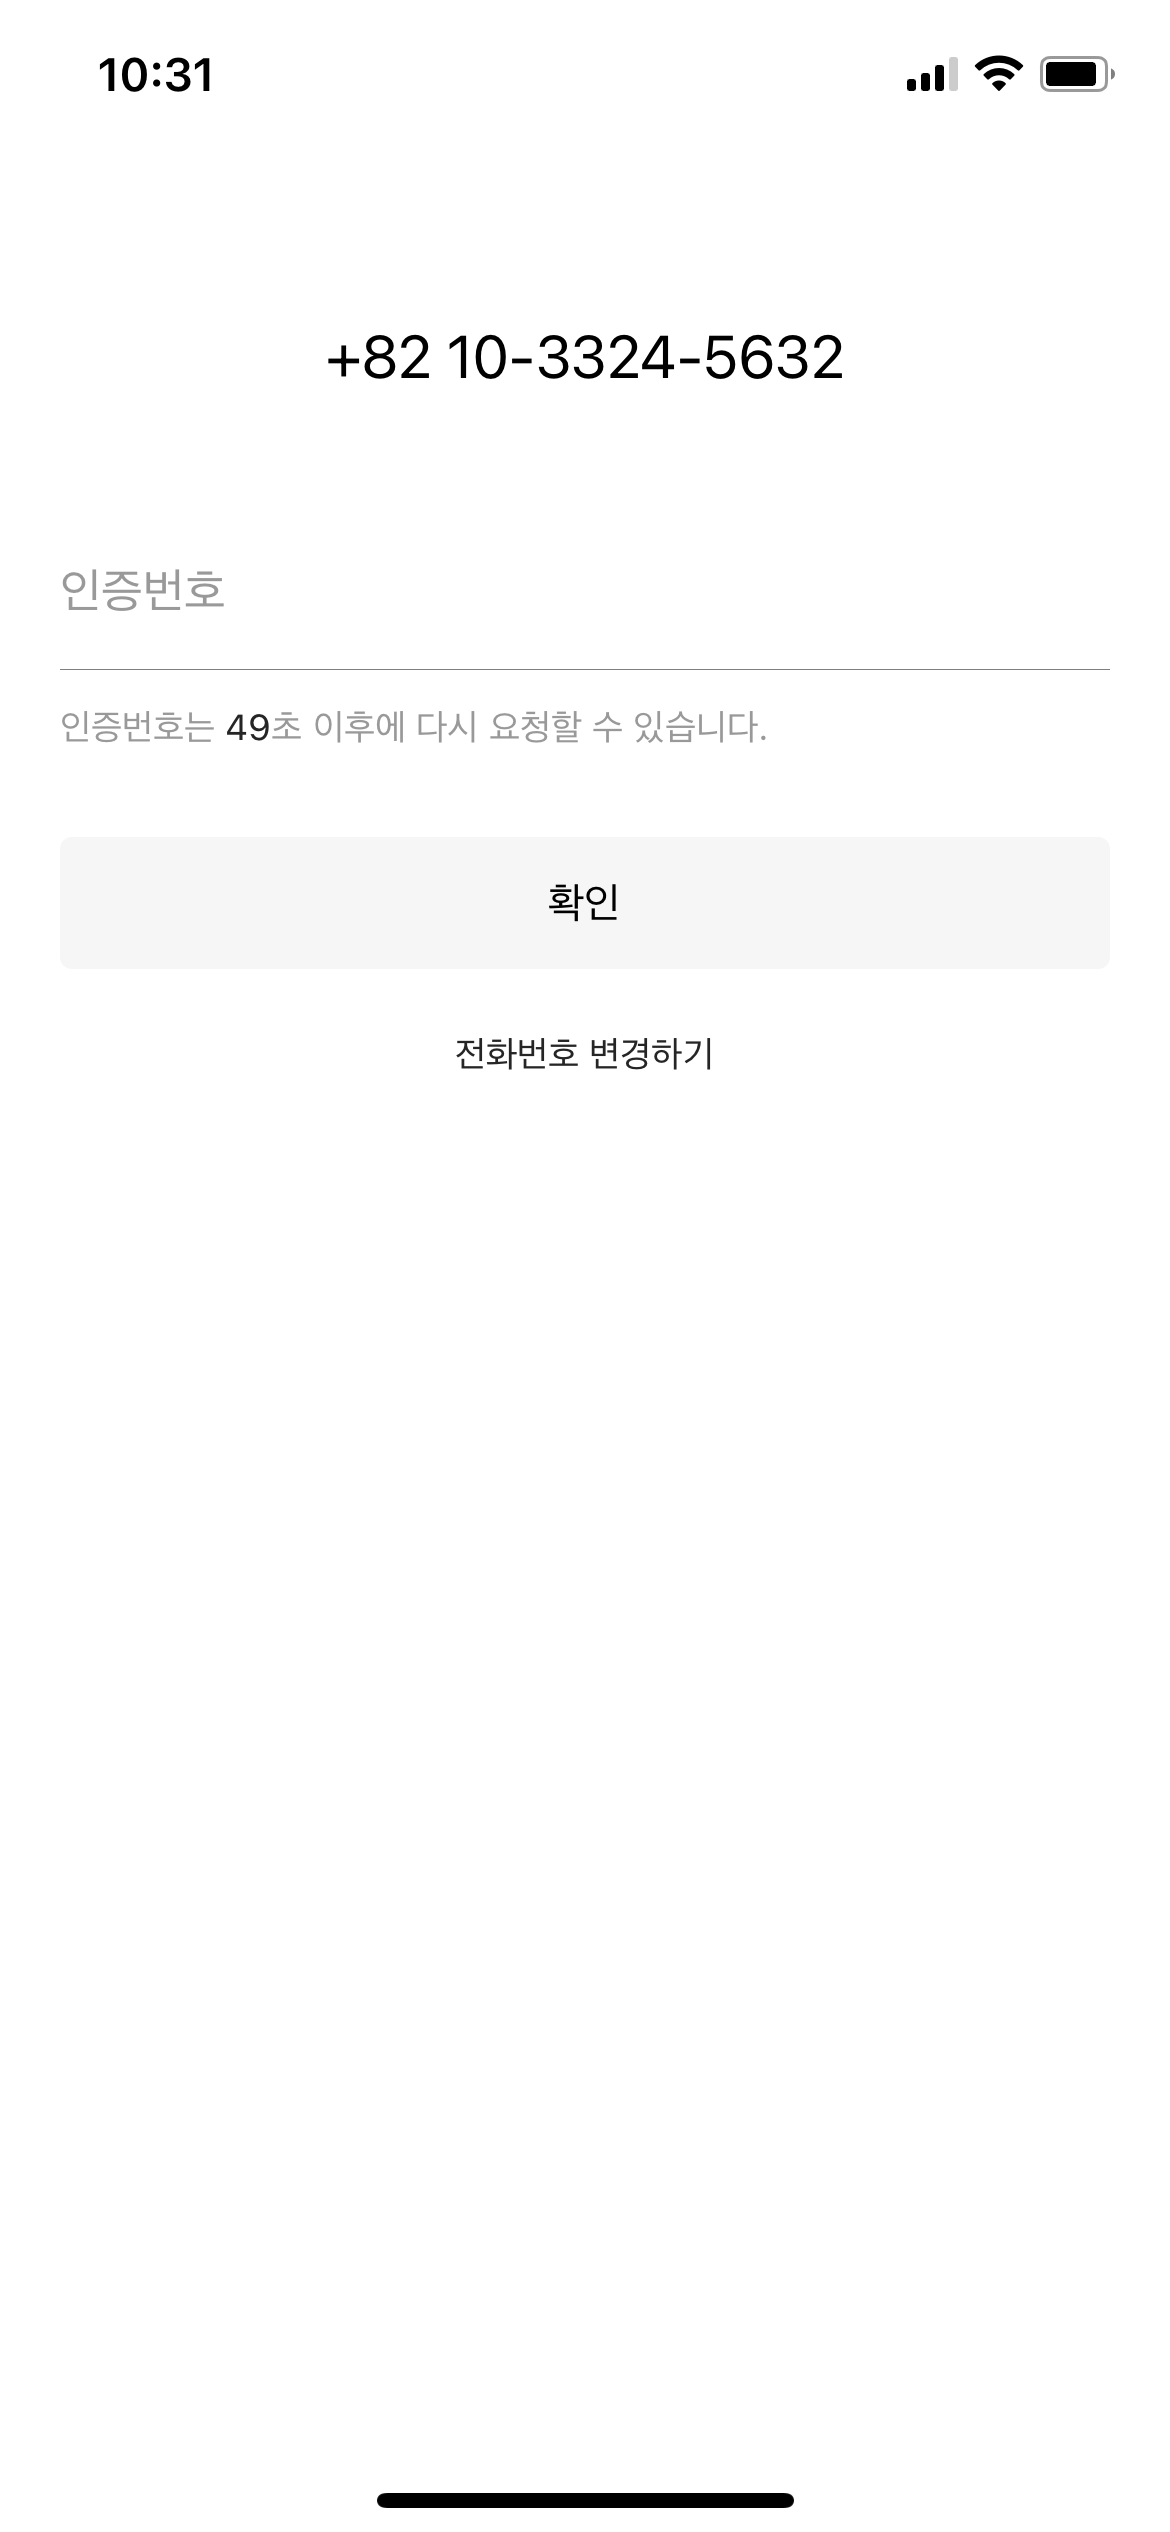 10:31
+82 10-3324-5632
인증번호
인증번호는 49초 이후에 다시 요청할 수 있습니다.
확인
전화번호 변경하기